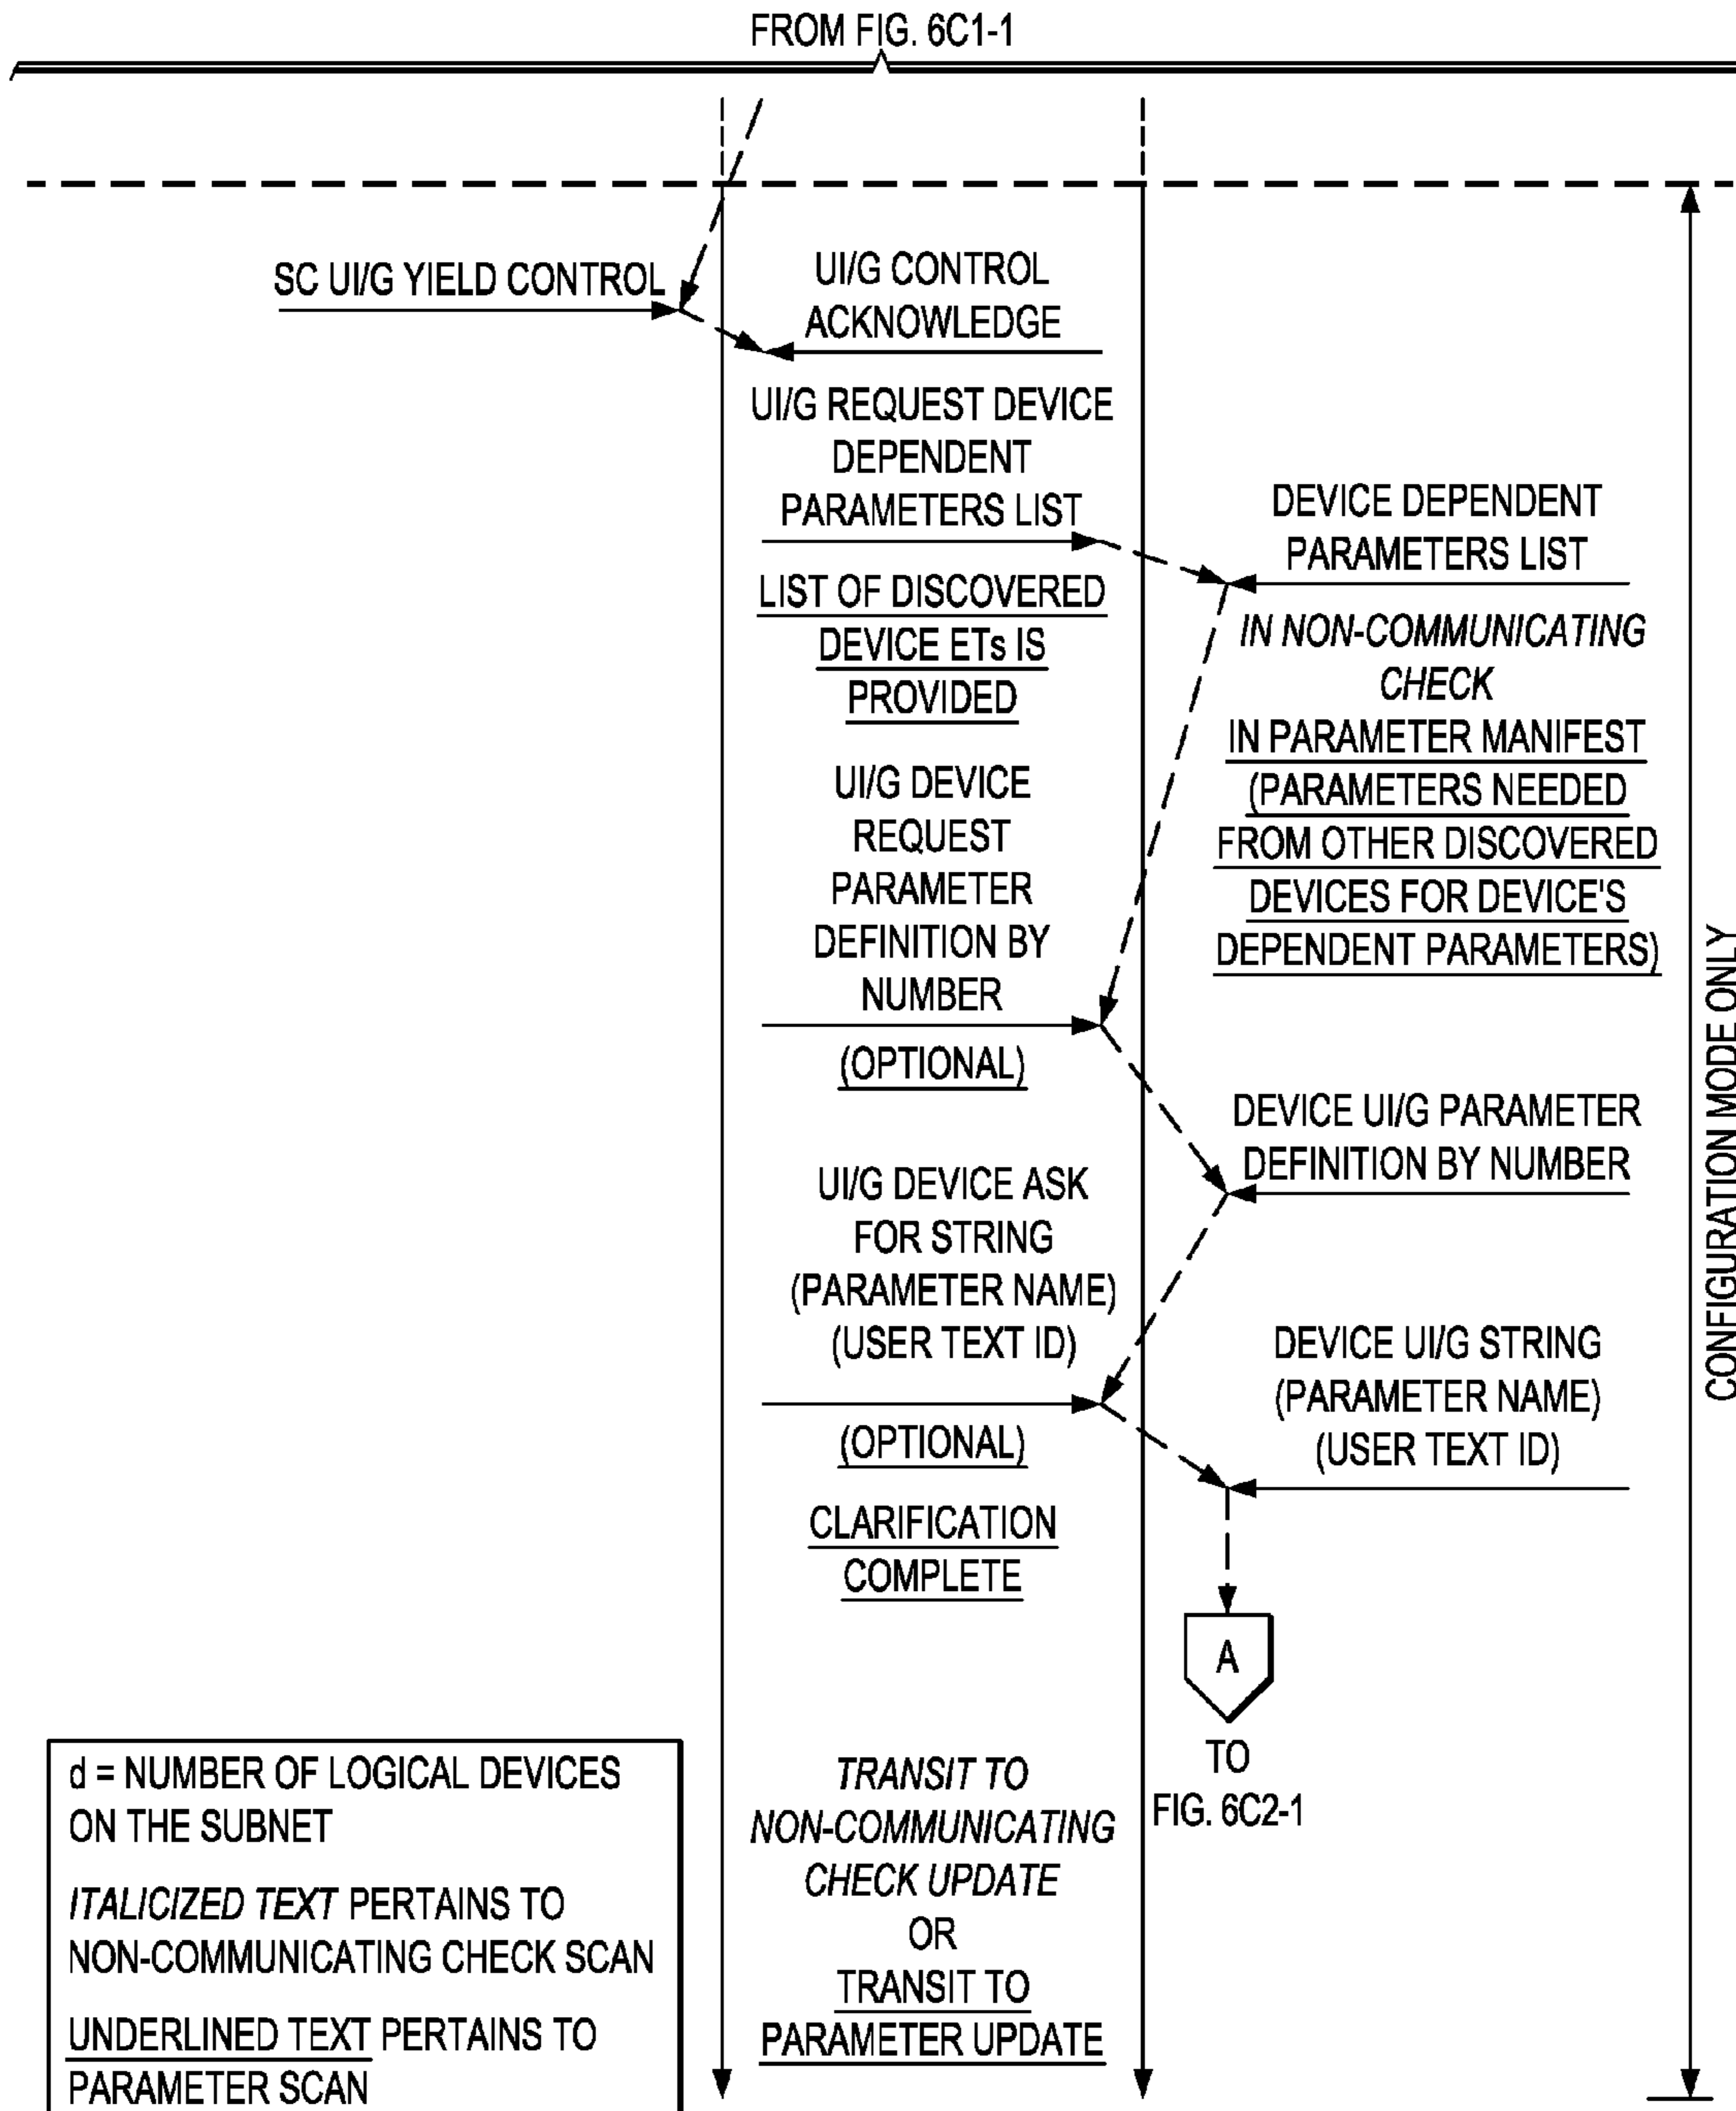 FROM FIG. 6C1-1
SC UI/G YIELD CONTROL
UI/G CONTROL
ACKNOWLEDGE
UI/G REQUEST DEVICE
DEPENDENT
PARAMETERS LIST
DEVICE DEPENDENT
PARAMETERS LIST
LIST OF DISCOVERED
DEVICE ETs IS
PROVIDED
IN NON-COMMUNICATING
CHECK
IN PARAMETER MANIFEST
(PARAMETERS NEEDED
FROM OTHER DISCOVERED
DEVICES FOR DEVICE'S
DEPENDENT PARAMETERS)
UI/G DEVICE
REQUEST
PARAMETER
DEFINITION BY
NUMBER
(OPTIONAL)
DEVICE UI/G PARAMETER
DEFINITION BY NUMBER
UI/G DEVICE ASK
FOR STRING
(PARAMETER NAME)
(USER TEXT ID)
(OPTIONAL)
DEVICE UI/G STRING
(PARAMETER NAME)
(USER TEXT ID)
CLARIFICATION
COMPLETE
A
TO
FIG. 6C2-1
TRANSIT TO
NON-COMMUNICATING
CHECK UPDATE
OR
TRANSIT TO
PARAMETER UPDATE
CONFIGURATION MODE ONLY
d = NUMBER OF LOGICAL DEVICES
ON THE SUBNET
ITALICIZED TEXT PERTAINS TO
NON-COMMUNICATING CHECK SCAN
UNDERLINED TEXT PERTAINS TO
PARAMETER SCAN